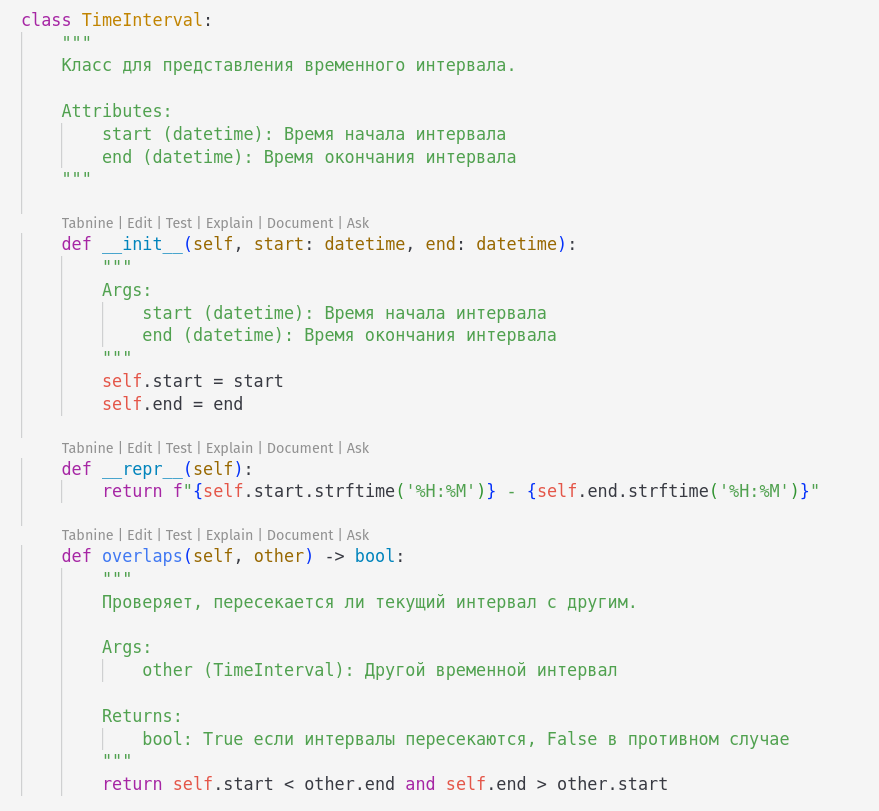 class TimeInterval:
    """
    Класс для представления временного интервала.

    Attributes:
        start (datetime): Время начала интервала
        end (datetime): Время окончания интервала
    """

    Tabnine | Edit | Test | Explain | Document | Ask
    def __init__(self, start: datetime, end: datetime):
        """
        Args:
            start (datetime): Время начала интервала
            end (datetime): Время окончания интервала
        """
        self.start = start
        self.end = end

    Tabnine | Edit | Test | Explain | Document | Ask
    def __repr__(self):
        return f"{self.start.strftime('%H:%M')} - {self.end.strftime('%H:%M')}"

    Tabnine | Edit | Test | Explain | Document | Ask
    def overlaps(self, other) -> bool:
        """
        Проверяет, пересекается ли текущий интервал с другим.

        Args:
            other (TimeInterval): Другой временной интервал

        Returns:
            bool: True если интервалы пересекаются, False в противном случае
        """
        return self.start < other.end and self.end > other.start